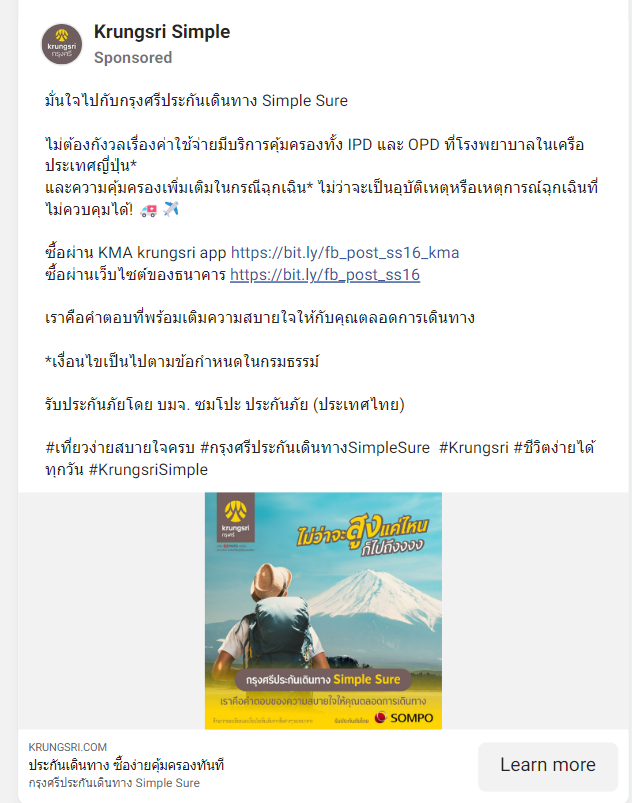 Krungsri Simple
Sponsored
krungsri
กรุงศรี
มั่นใจไปกับกรุงศรีประกันเดินทาง Simple Sure
ไม่ต้องกังวลเรื่องค่าใช้จ่ายมีบริการคุ้มครองทั้ง IPD และ OPD ที่โรงพยาบาลในเครือ
ประเทศญี่ปุ่น*
และความคุ้มครองเพิ่มเติมในกรณีฉุกเฉิน* ไม่ว่าจะเป็นอุบัติเหตุหรือเหตุการณ์ฉุกเฉินที่
ไม่ควบคุมได้! 🚑 ✈️
ซื้อผ่าน KMA krungsri app https://bit.ly/fb_post_ss16_kma
ซื้อผ่านเว็บไซต์ของธนาคาร https://bit.ly/fb_post_ss16
เราคือคำตอบที่พร้อมเติมความสบายใจให้กับคุณตลอดการเดินทาง
*เงื่อนไขเป็นไปตามข้อกำหนดในกรมธรรม์
รับประกันภัยโดย บมจ. ซมโปะ ประกันภัย (ประเทศไทย)
#เที่ยวง่ายสบายใจครบ #กรุงศรีประกันเดินทางSimpleSure #Krungsri #ชีวิตง่ายได้
ทุกวัน #KrungsriSimple
krungsri
กรุงศรี
ไม่ว่าจะสูงแค่ไหน
ก็ไปถึงงงง
กรุงศรีประกันเดินทาง Simple Sure
เราคือคำตอบของความสบายใจให้คุณตลอดการเดินทาง
รับประกันภัยโดย SOMPO
KRUNGSRI.COM
ประกันเดินทาง ซื้อง่ายคุ้มครองทันที
กรุงศรีประกันเดินทาง Simple Sure
Learn more